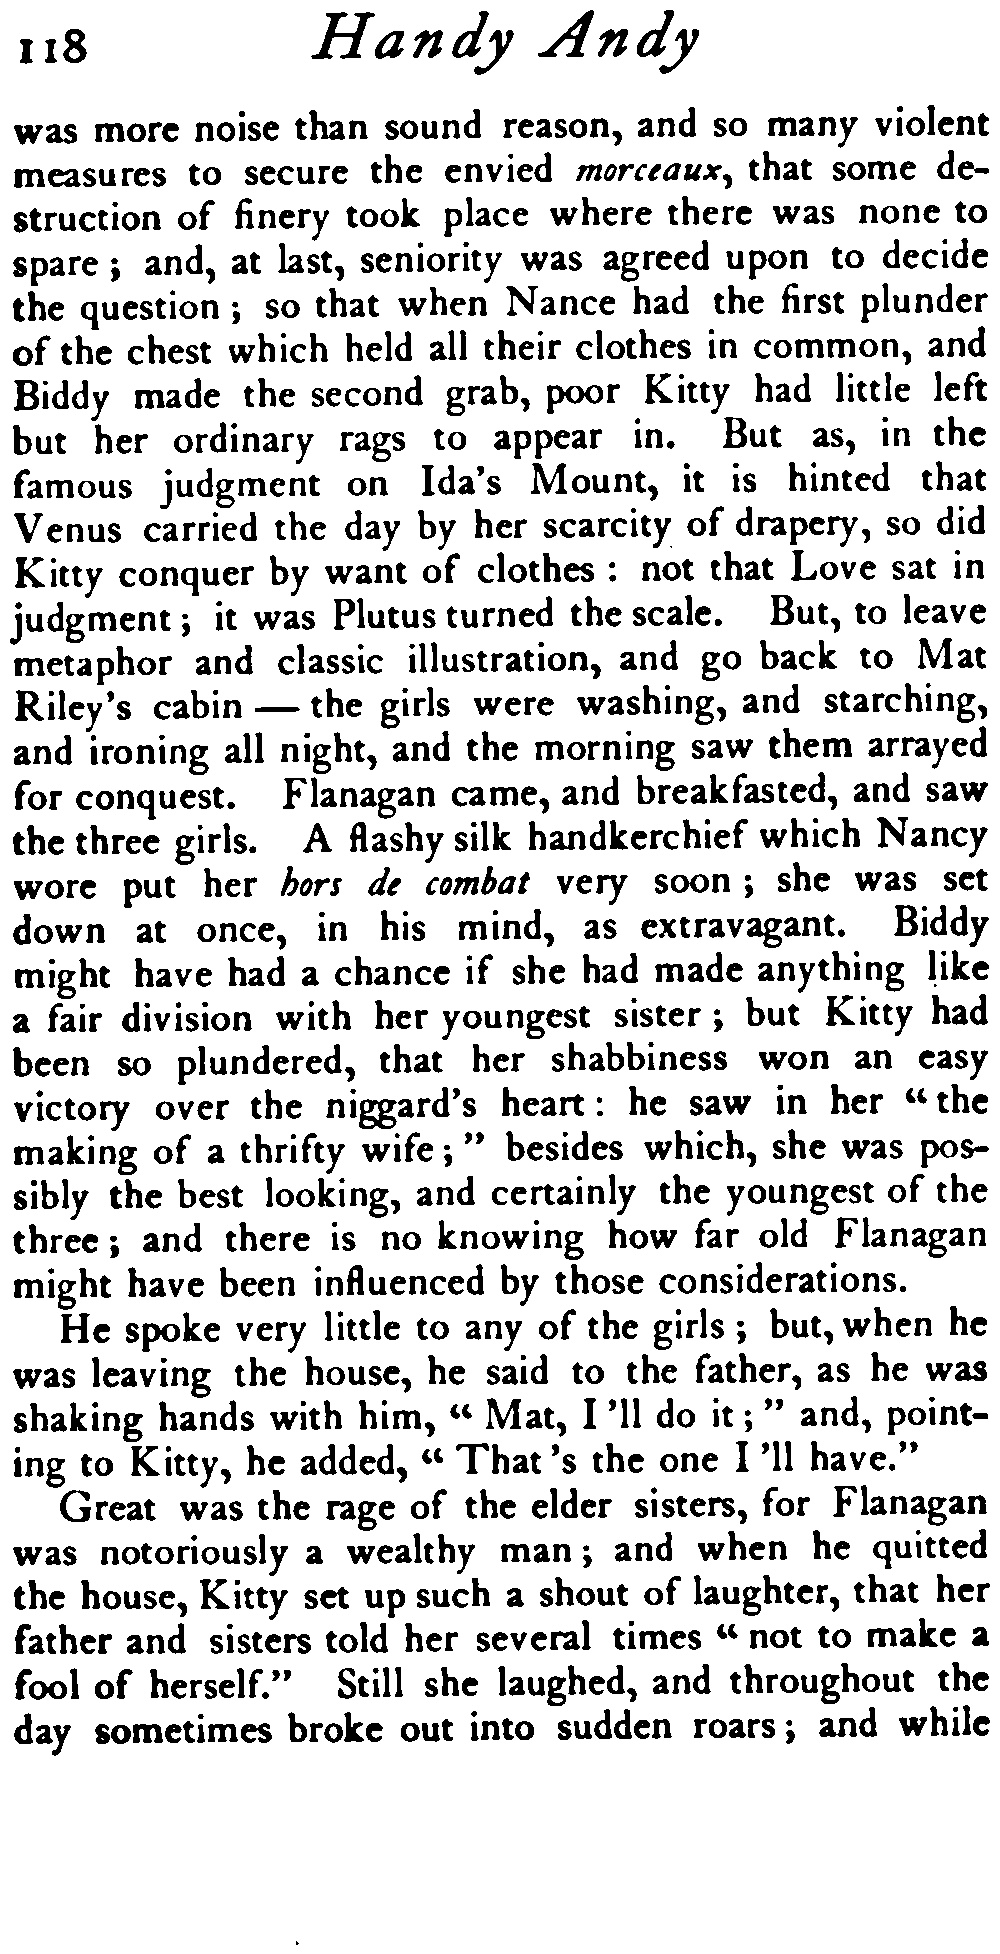 118 Handy Andy
was more noise than sound reason, and so many violent
measures to secure the envied morceaux, that some de-
struction of finery took place where there was none to
spare ; and, at last, seniority was agreed upon to decide
the question ; so that when Nance had the first plunder
of the chest which held all their clothes in common, and
Biddy made the second grab, poor Kitty had little left
but her ordinary rags to appear in. But as, in the
famous judgment on Ida's Mount, it is hinted that
Venus carried the day by her scarcity of drapery, so did
Kitty conquer by want of clothes : not that Love sat in
judgment ; it was Plutus turned the scale. But, to leave
metaphor and classic illustration, and go back to Mat
Riley's cabin — the girls were washing, and starching,
and ironing all night, and the morning saw them arrayed
for conquest. Flanagan came, and breakfasted, and saw
the three girls. A flashy silk handkerchief which Nancy
wore put her hors de combat very soon ; she was set
down at once, in his mind, as extravagant. Biddy
might have had a chance if she had made anything like
a fair division with her youngest sister ; but Kitty had
been so plundered, that her shabbiness won an easy
victory over the niggard's heart : he saw in her “ the
making of a thrifty wife ; ” besides which, she was pos-
sibly the best looking, and certainly the youngest of the
three ; and there is no knowing how far old Flanagan
might have been influenced by those considerations.
He spoke very little to any of the girls ; but, when he
was leaving the house, he said to the father, as he was
shaking hands with him, “ Mat, I 'll do it ; ” and, point-
ing to Kitty, he added, “ That 's the one I 'll have.”
Great was the rage of the elder sisters, for Flanagan
was notoriously a wealthy man ; and when he quitted
the house, Kitty set up such a shout of laughter, that her
father and sisters told her several times “ not to make a
fool of herself.” Still she laughed, and throughout the
day sometimes broke out into sudden roars ; and while